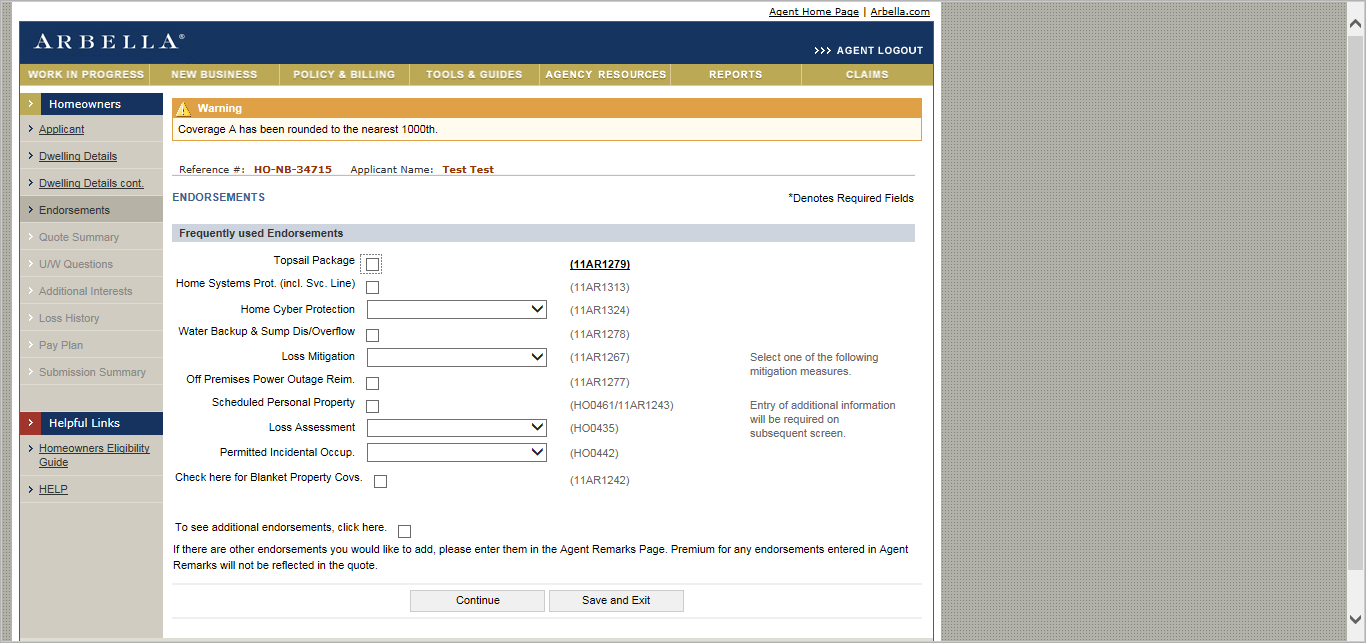 Agent Home Page | Arbella.com
ARBELLA®
>>> AGENT LOGOUT
WORK IN PROGRESS NEW BUSINESS POLICY & BILLING TOOLS & GUIDES AGENCY RESOURCES REPORTS CLAIMS
Homeowners
Applicant
Dwelling Details
Dwelling Details cont.
Endorsements
Quote Summary
U/W Questions
Additional Interests
Loss History
Pay Plan
Submission Summary
Helpful Links
Homeowners Eligibility
Guide
HELP
Warning
Coverage A has been rounded to the nearest 1000th.
Reference #: HO-NB-34715 Applicant Name: Test Test
ENDORSEMENTS
*Denotes Required Fields
Frequently used Endorsements
Topsail Package (11AR1279)
Home Systems Prot. (incl. Svc. Line) (11AR1313)
Home Cyber Protection (11AR1324)
Water Backup & Sump Dis/Overflow (11AR1278)
Loss Mitigation (11AR1267) Select one of the following
mitigation measures.
Off Premises Power Outage Reim. (11AR1277)
Scheduled Personal Property (HO0461/11AR1243) Entry of additional information
will be required on
subsequent screen.
Loss Assessment (HO0435)
Permitted Incidental Occup. (HO0442)
Check here for Blanket Property Covs. (11AR1242)
To see additional endorsements, click here.
If there are other endorsements you would like to add, please enter them in the Agent Remarks Page. Premium for any endorsements entered in Agent
Remarks will not be reflected in the quote.
Continue Save and Exit